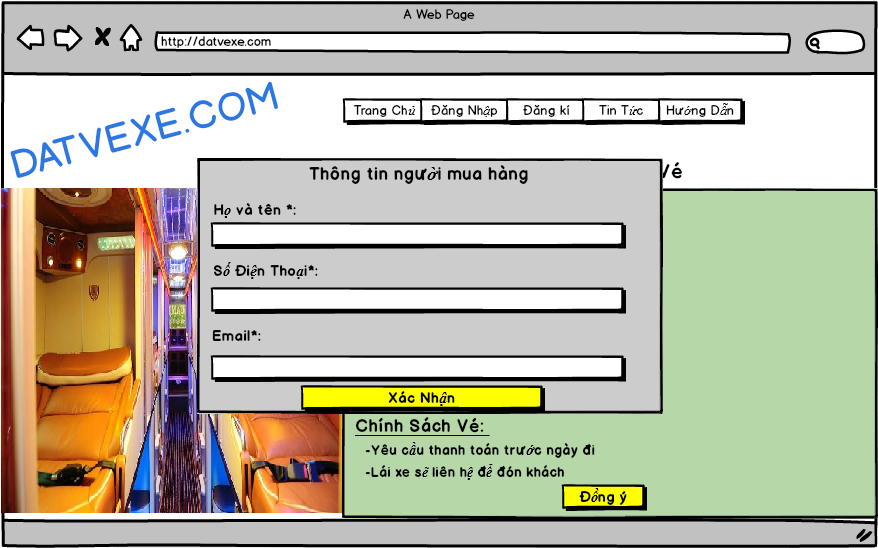 A Web Page
http://datvexe.com
DATVEXE.COM
Trang Chủ
Đăng Nhập
Đăng kí
Tin Tức
Hướng Dẫn
Vé
Thông tin người mua hàng
Họ và tên *:
Số Điện Thoại*:
Email*:
Xác Nhận
Chính Sách Vé:
-Yêu cầu thanh toán trước ngày đi
-Lái xe sẽ liên hệ để đón khách
Đồng ý